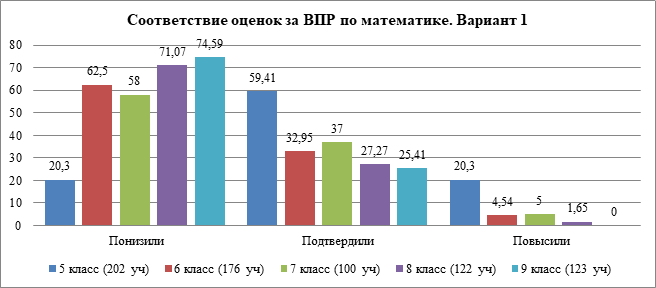 Соответствие оценок за ВПР по математике. Вариант 1
80
70
60
50
40
30
20
10
0
20,3
62,5
58
71,07
74,59
59,41
32,95
37
27,27
25,41
20,3
4,54
5
1,65
0
Понизили
Подтвердили
Повысили
5 класс (202 уч)
6 класс (176 уч)
7 класс (100 уч)
8 класс (122 уч)
9 класс (123 уч)